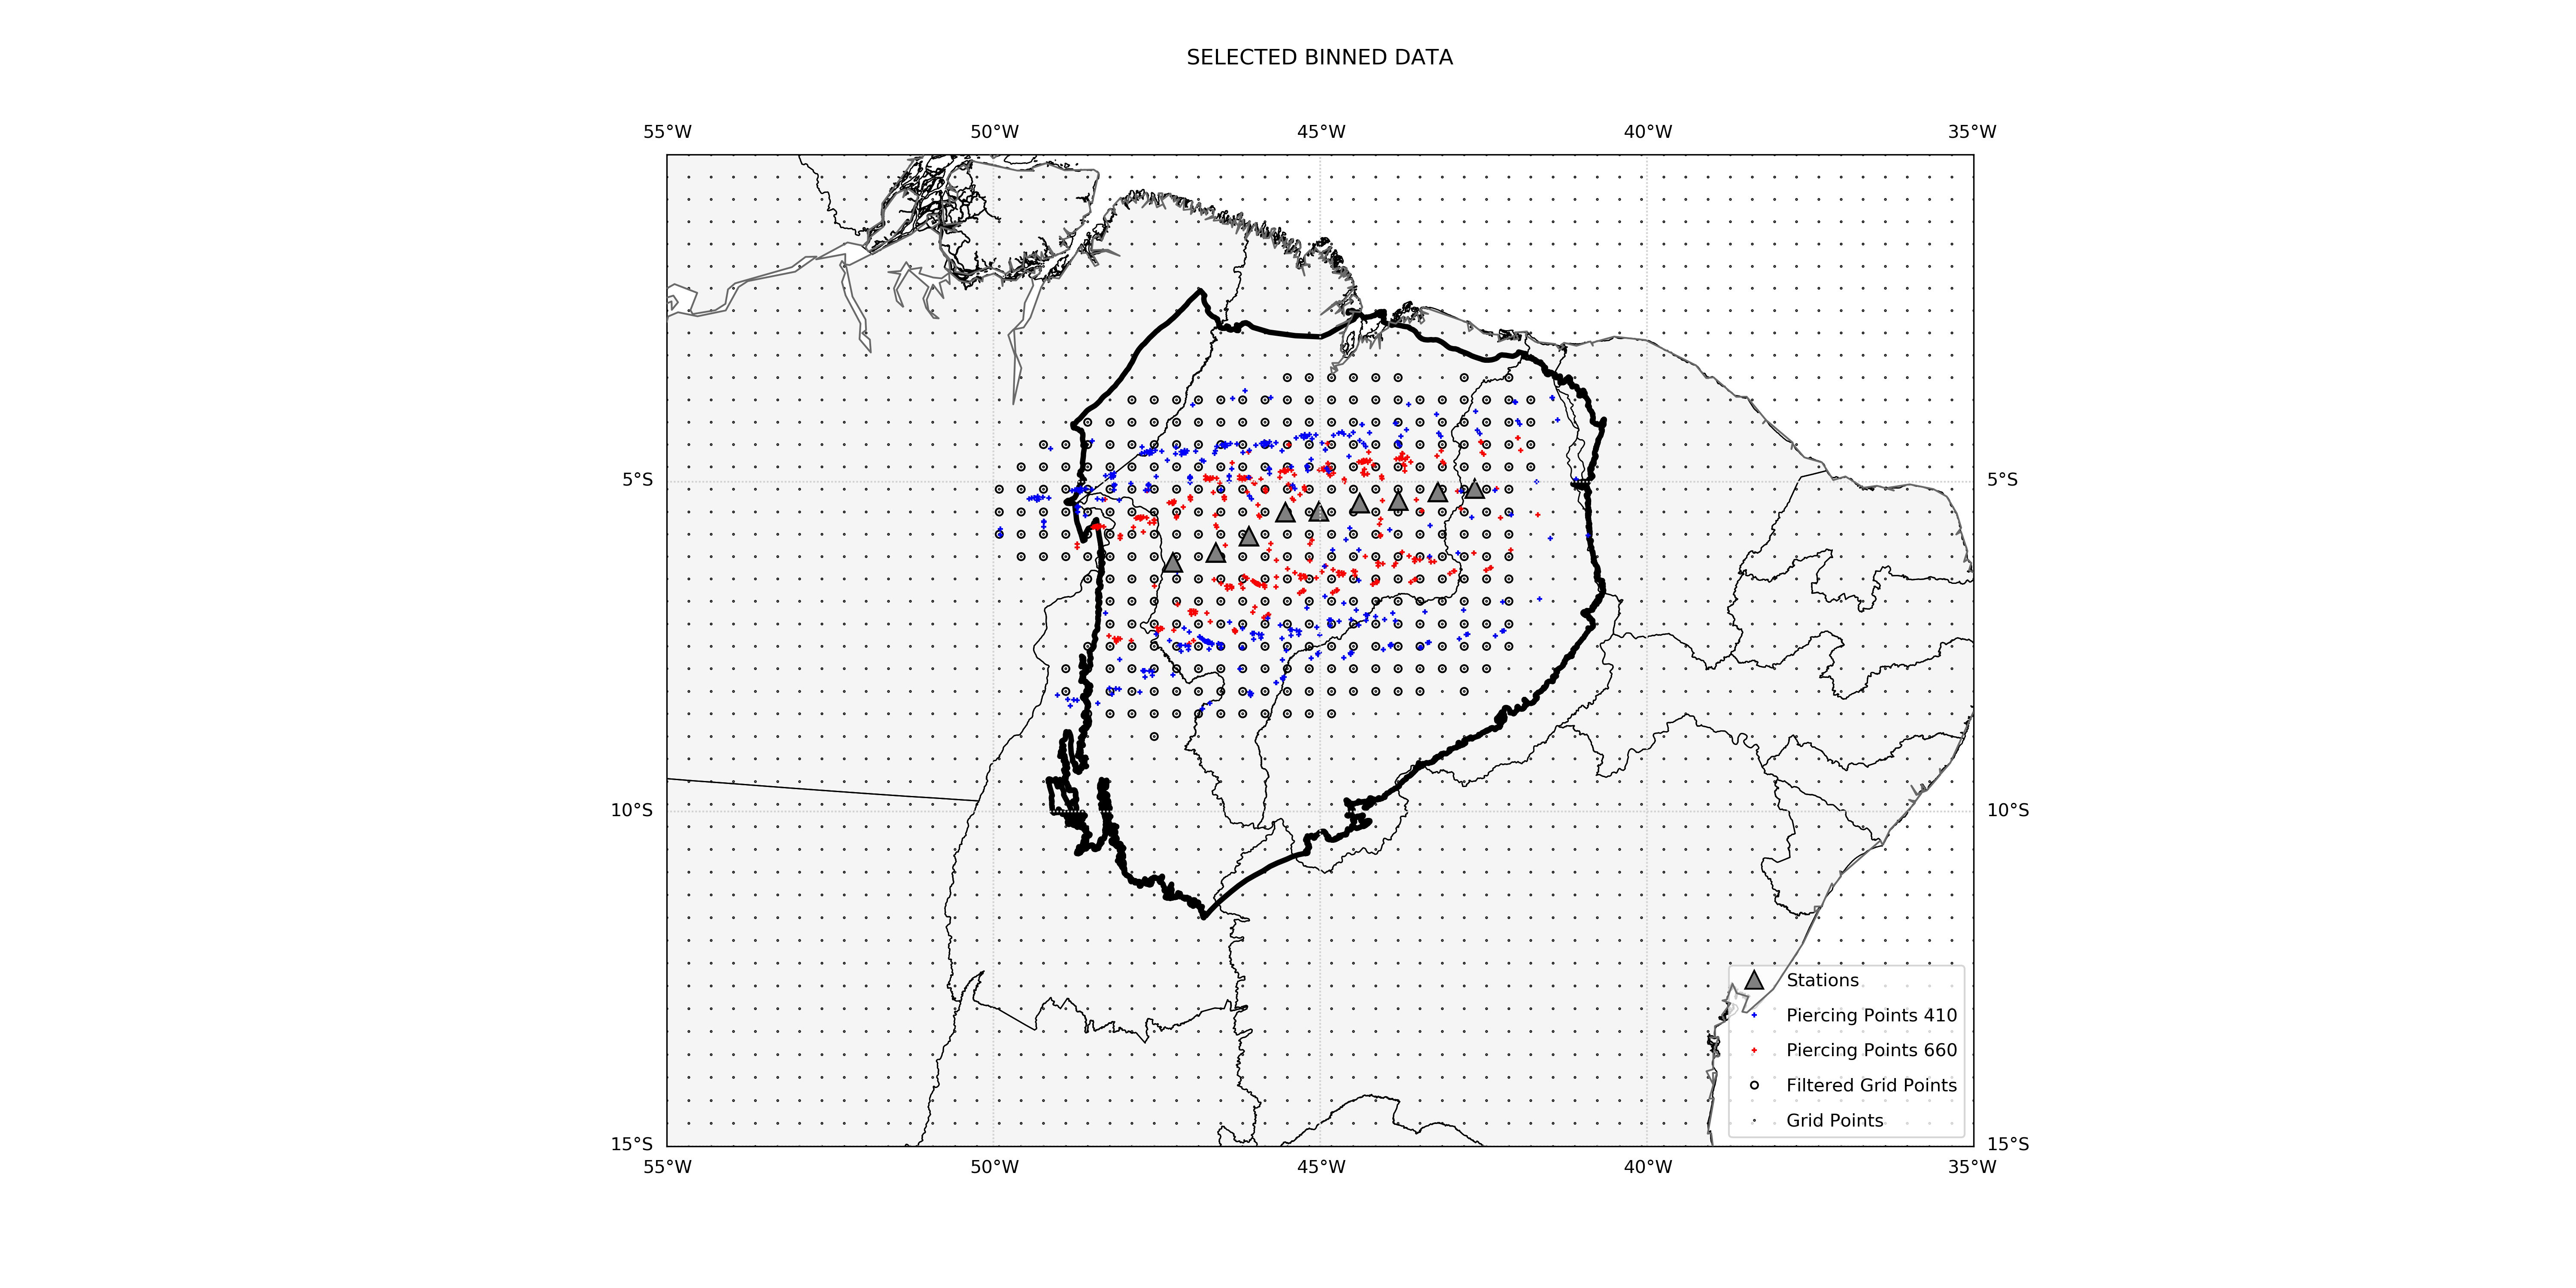 SELECTED BINNED DATA
55°W 50°W 45°W 40°W 35°W
5°S 5°S
10°S 10°S
Stations
Piercing Points 410
Piercing Points 660
Filtered Grid Points
Grid Points
15°S 15°S
55°W 50°W 45°W 40°W 35°W